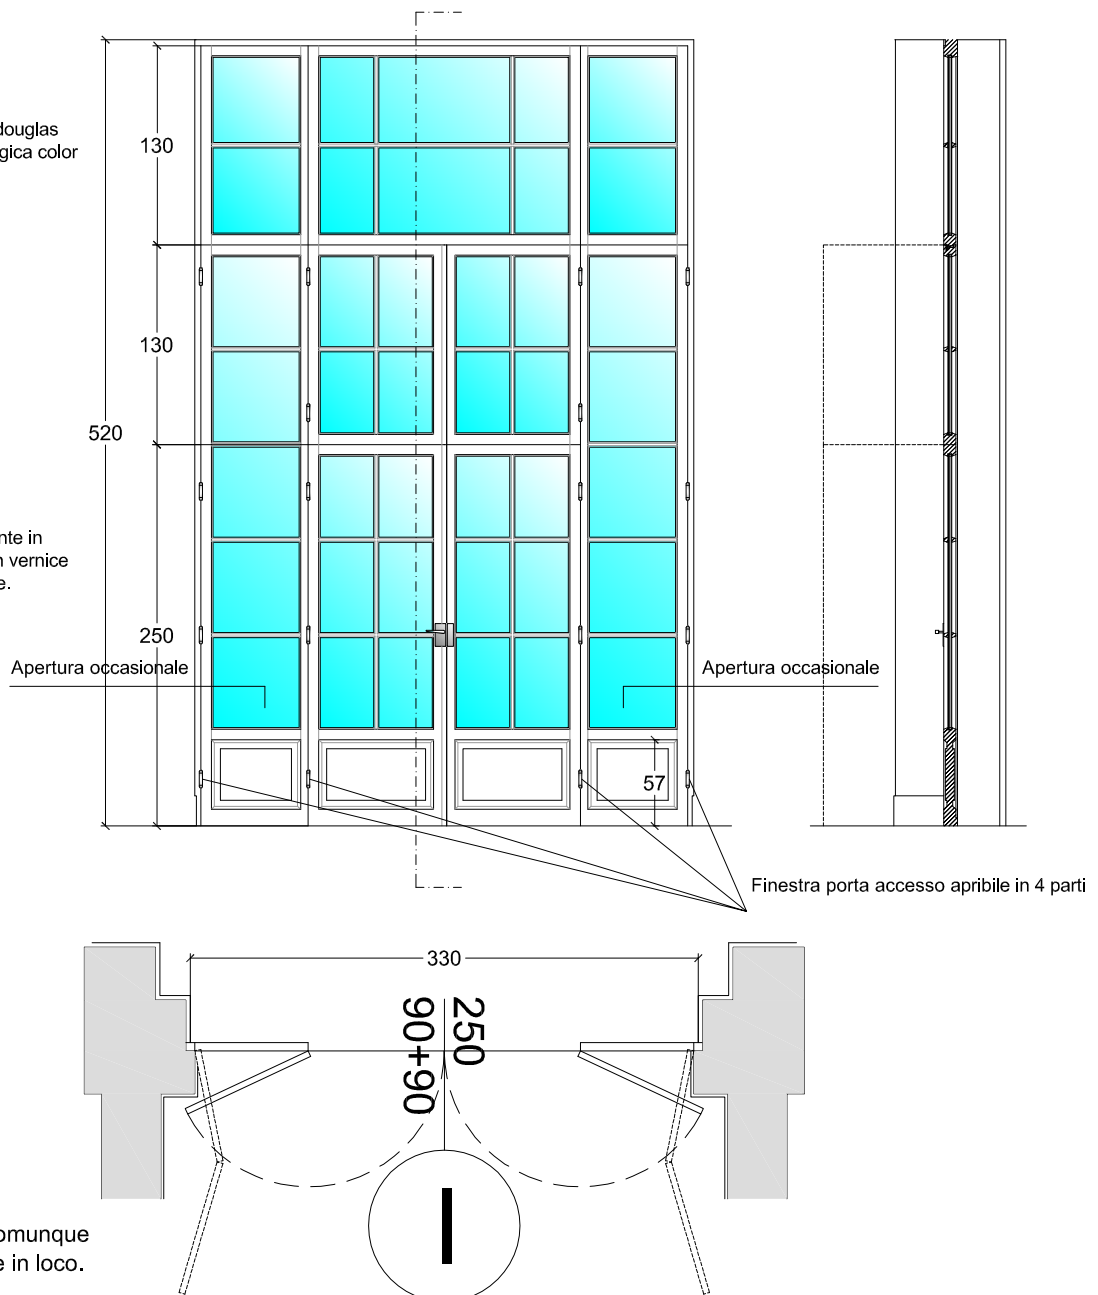 douglas
gica color
130
130
520
nte in
n vernice
e.
250
Apertura occasionale
Apertura occasionale
57
Finestra porta accesso apribile in 4 parti
330
250
90+90
I
omunque
e in loco.